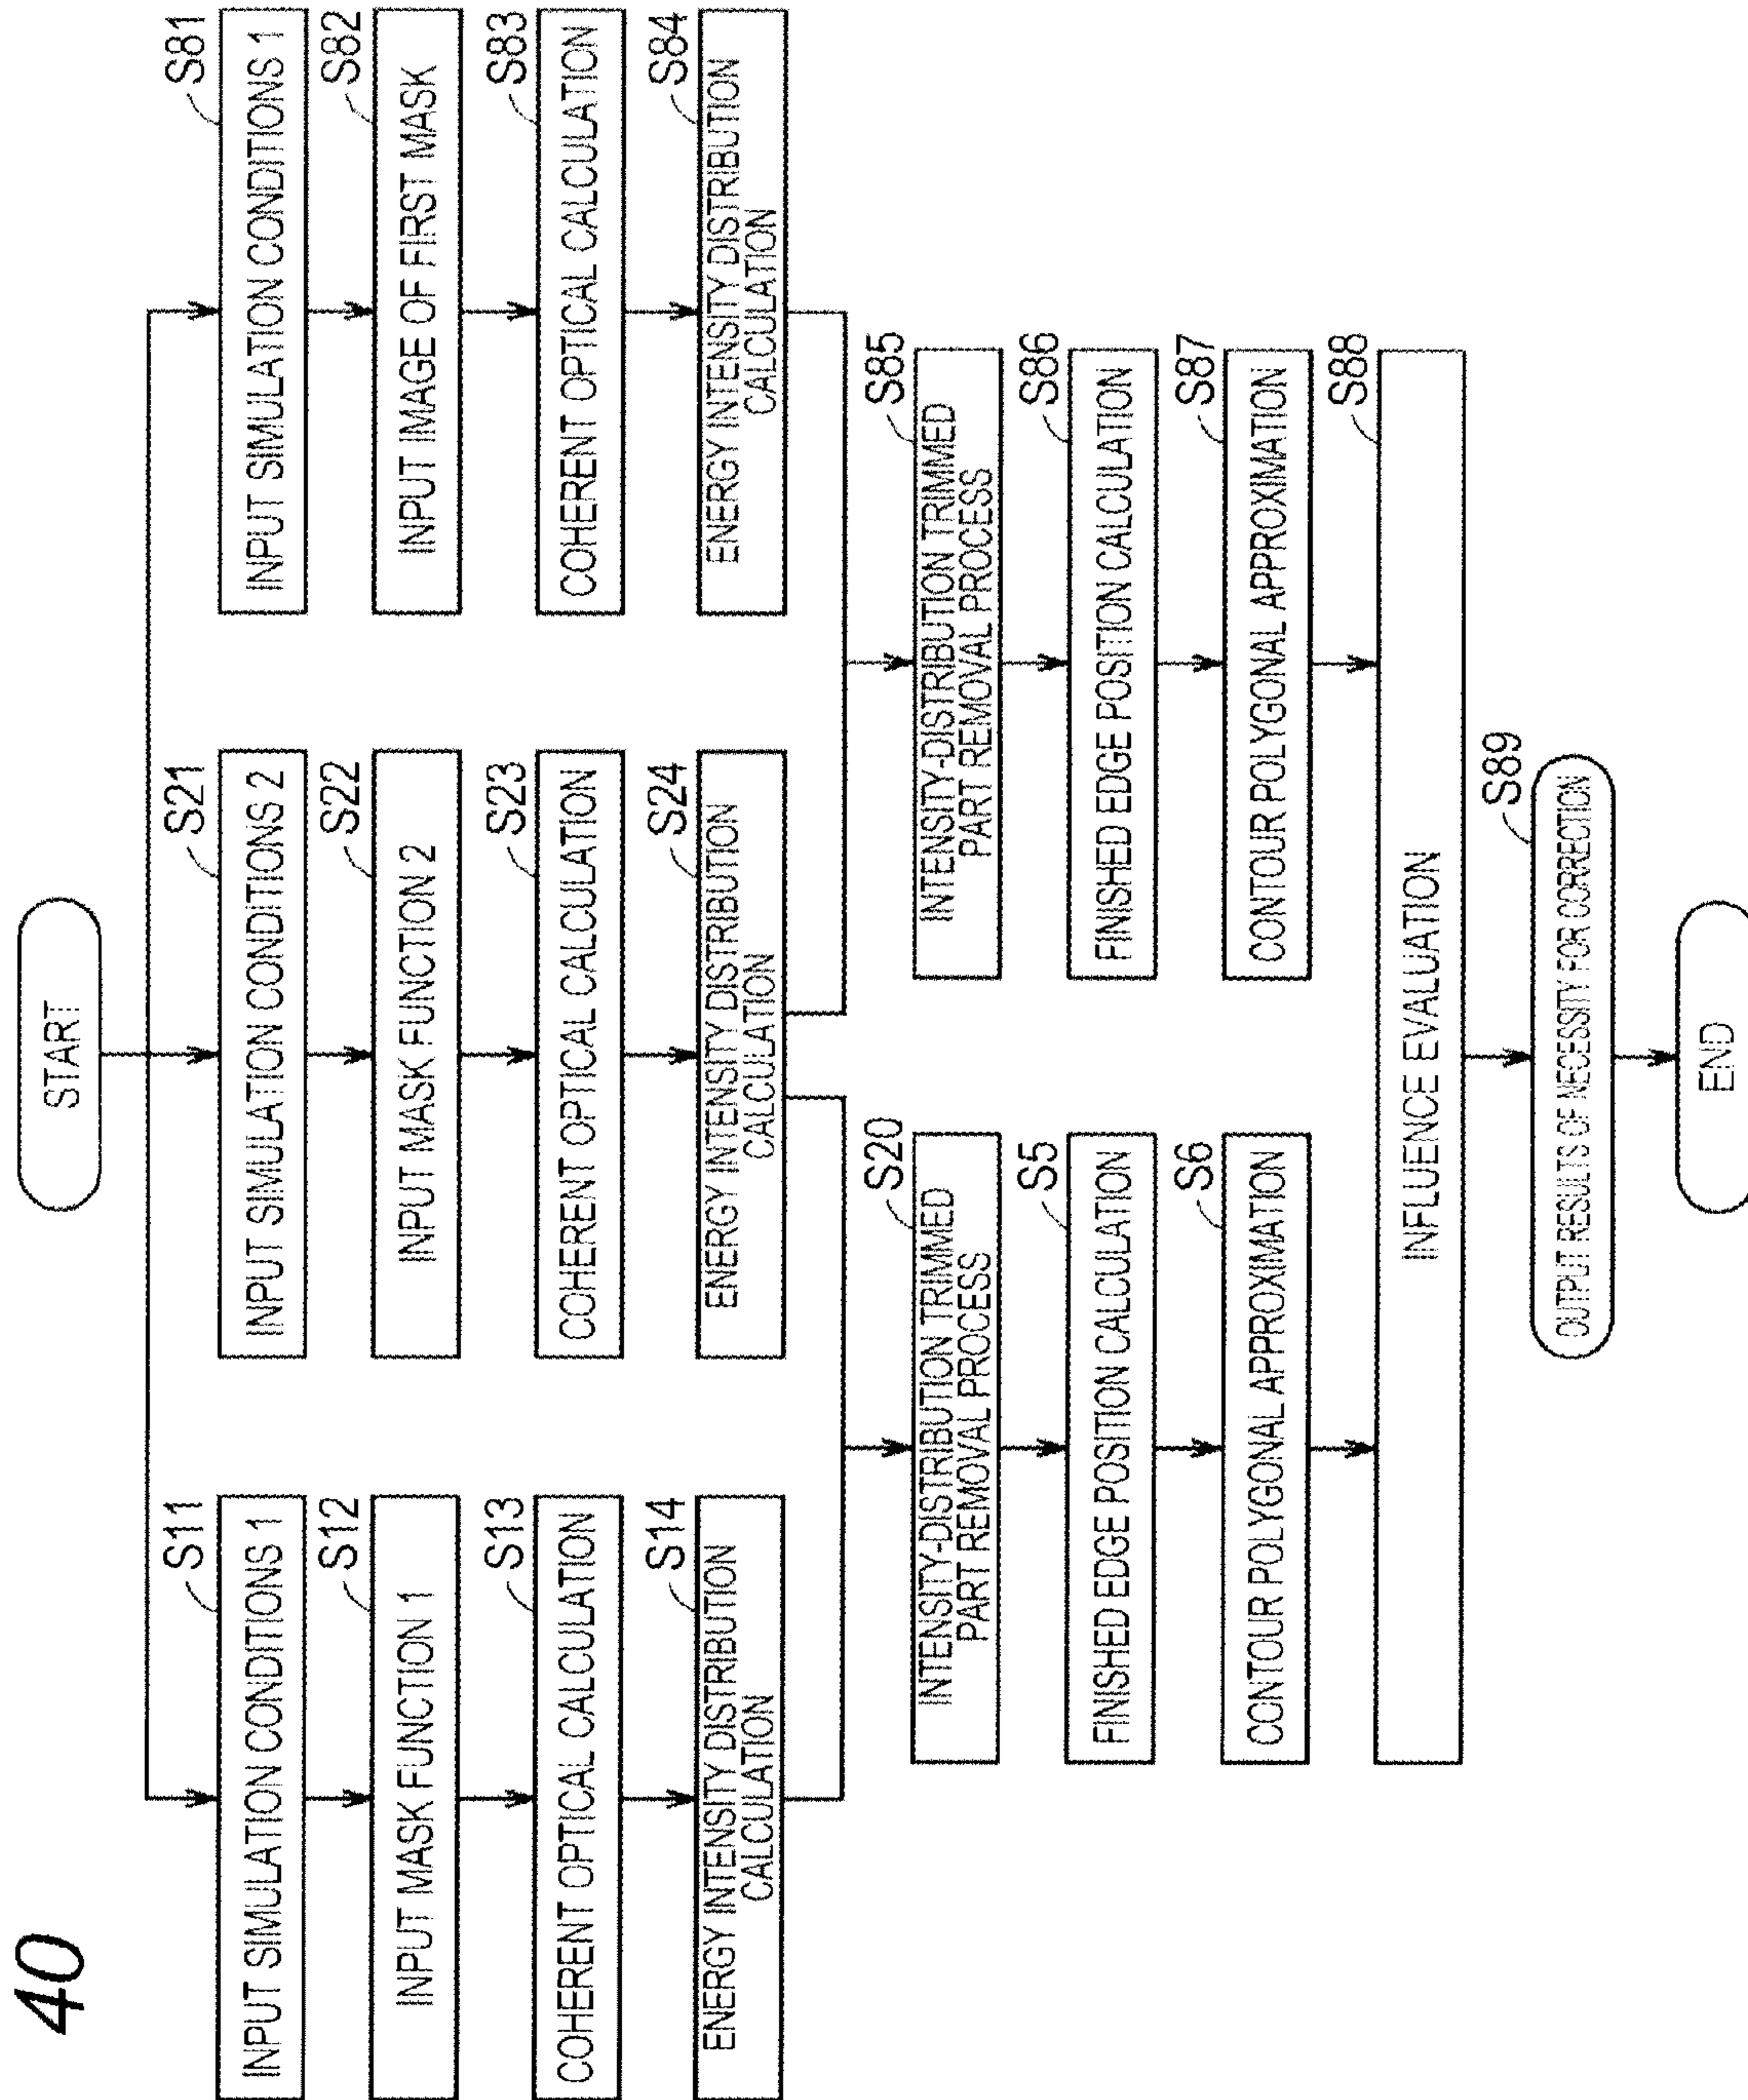 40
START
S11
INPUT SIMULATION CONDITIONS 1
S12
INPUT MASK FUNCTION 1
S13
COHERENT OPTICAL CALCULATION
S14
ENERGY INTENSITY DISTRIBUTION
CALCULATION
S21
INPUT SIMULATION CONDITIONS 2
S22
INPUT MASK FUNCTION 2
S23
COHERENT OPTICAL CALCULATION
S24
ENERGY INTENSITY DISTRIBUTION
CALCULATION
S81
INPUT SIMULATION CONDITIONS 1
S82
INPUT IMAGE OF FIRST MASK
S83
COHERENT OPTICAL CALCULATION
S84
ENERGY INTENSITY DISTRIBUTION
CALCULATION
S20
INTENSITY-DISTRIBUTION TRIMMED
PART REMOVAL PROCESS
S5
FINISHED EDGE POSITION CALCULATION
S6
CONTOUR POLYGONAL APPROXIMATION
S85
INTENSITY-DISTRIBUTION TRIMMED
PART REMOVAL PROCESS
S86
FINISHED EDGE POSITION CALCULATION
S87
CONTOUR POLYGONAL APPROXIMATION
S88
INFLUENCE EVALUATION
S89
OUTPUT RESULTS OF NECESSITY FOR CORRECTION
END